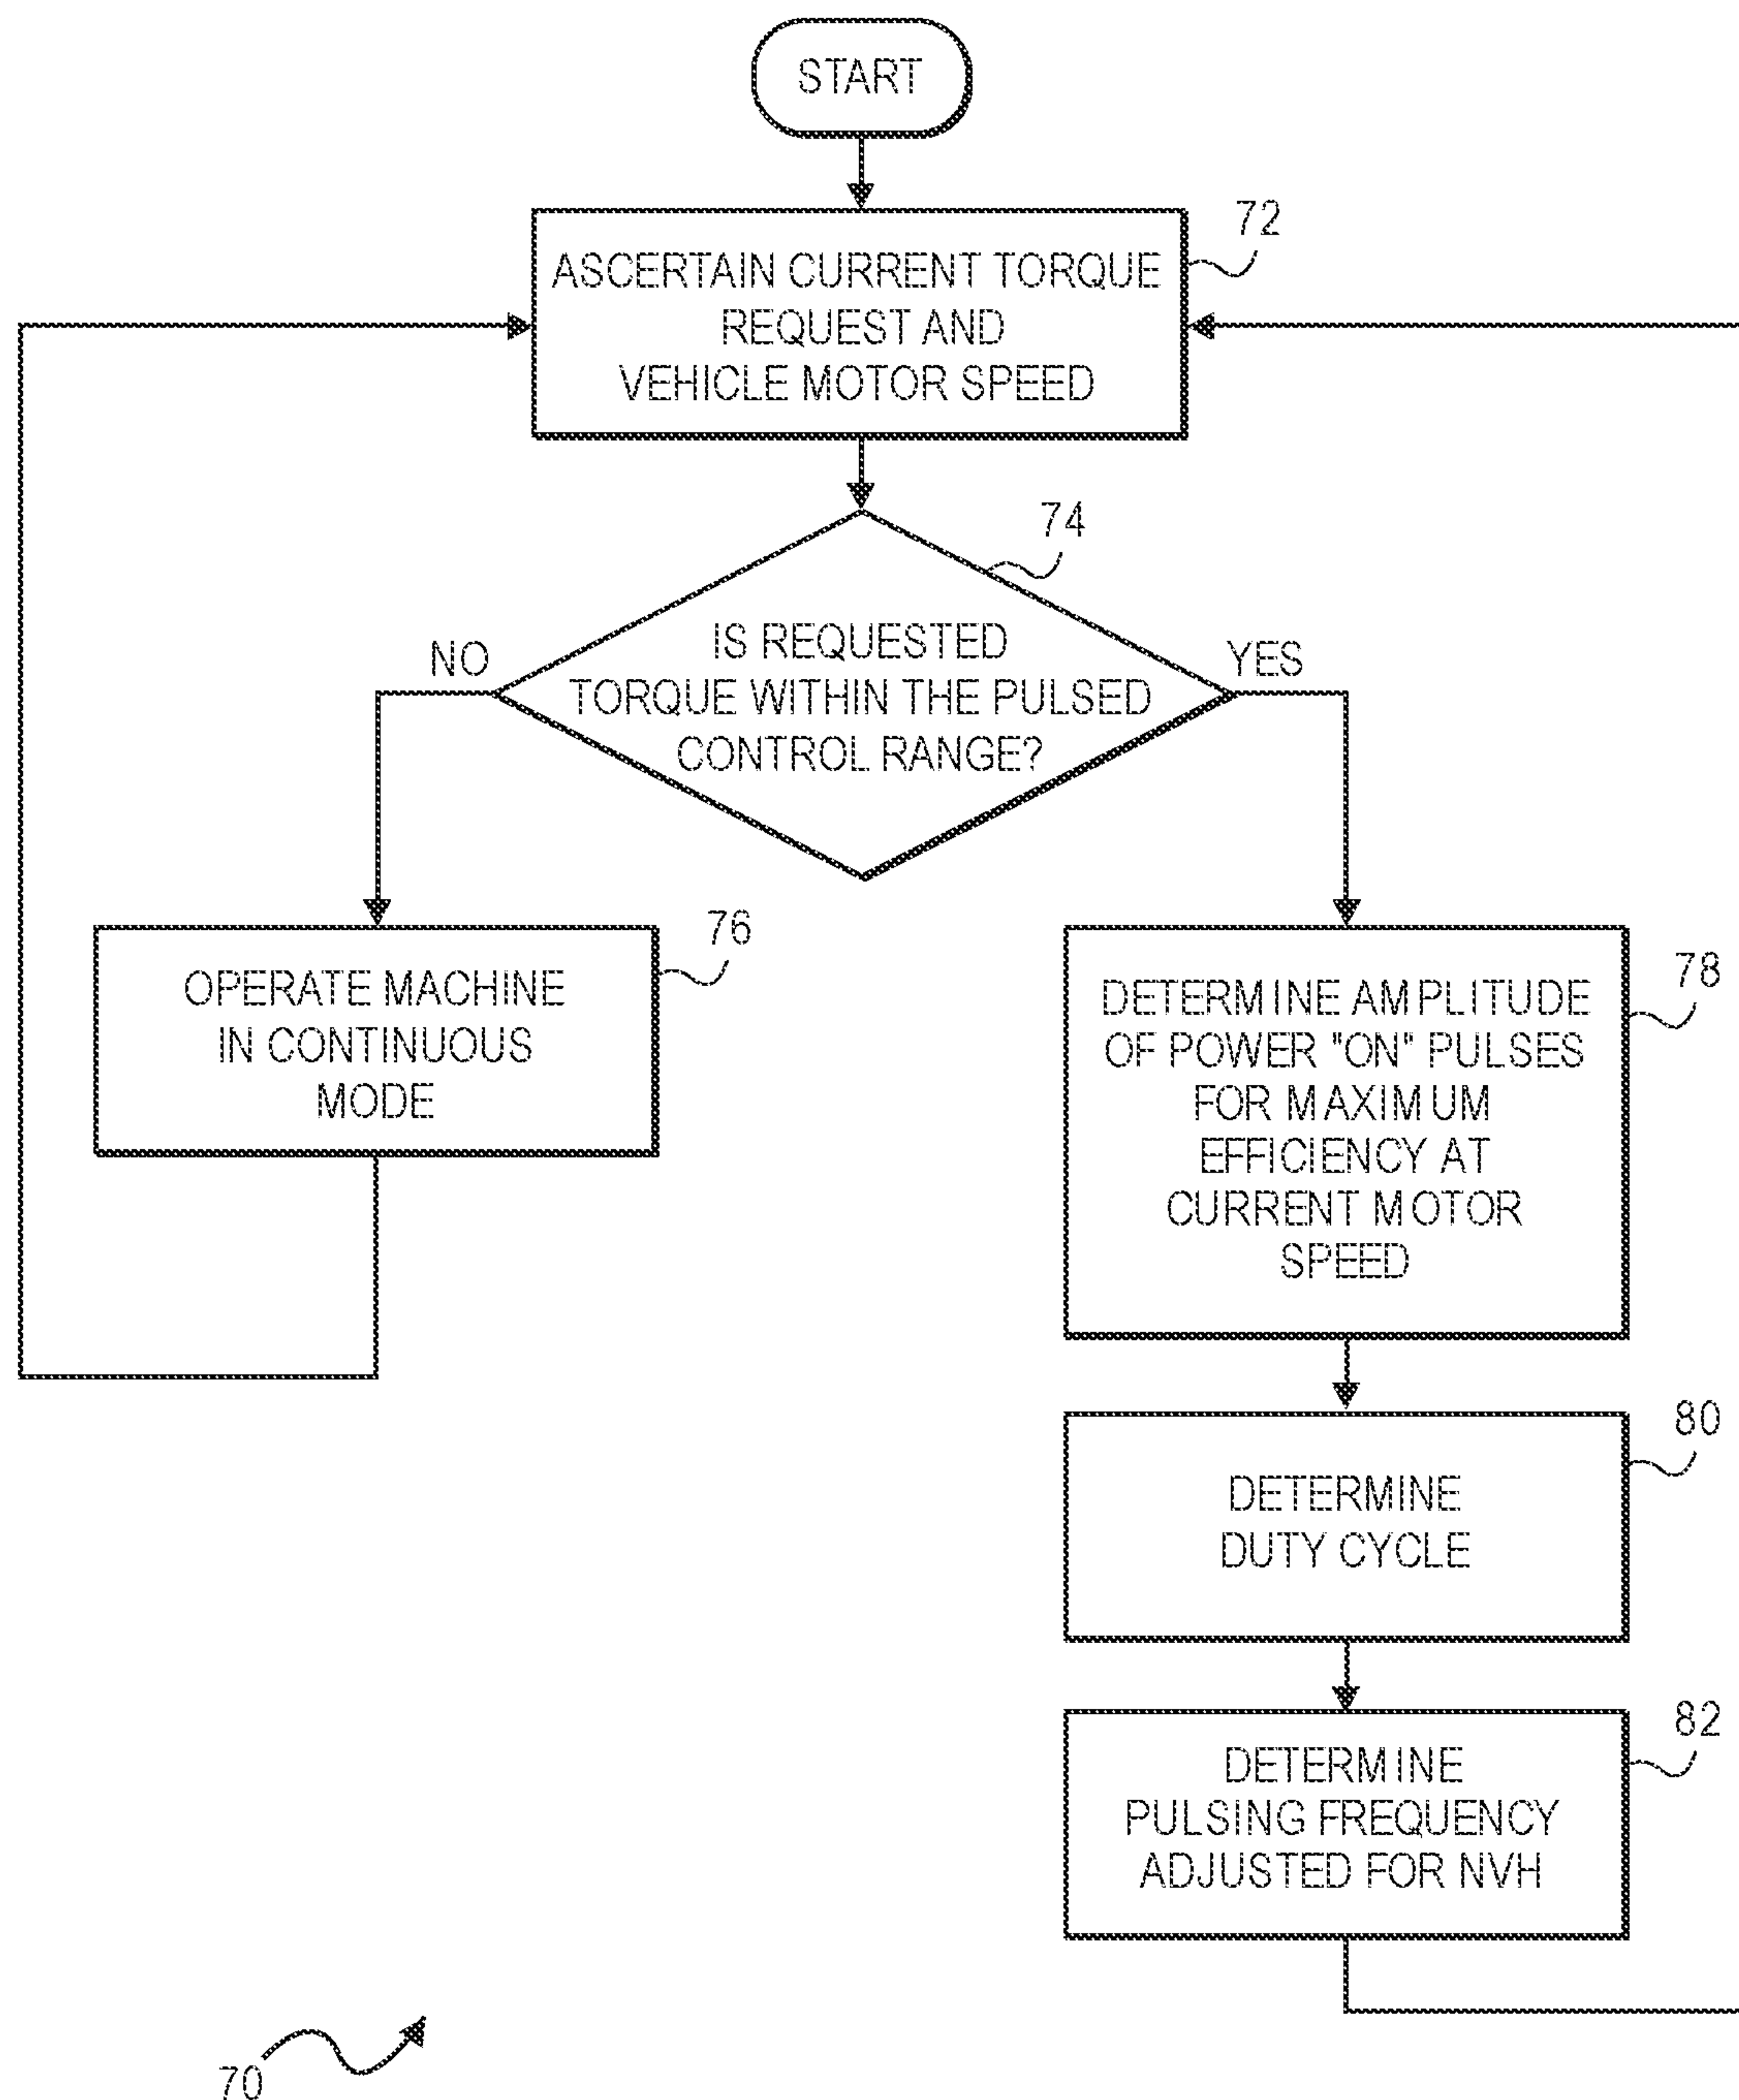 START
72
ASCERTAIN CURRENT TORQUE
REQUEST AND
VEHICLE MOTOR SPEED
74
NO
IS REQUESTED
TORQUE WITHIN THE PULSED
CONTROL RANGE?
YES
76
OPERATE MACHINE
IN CONTINUOUS
MODE
78
DETERMINE AMPLITUDE
OF POWER "ON" PULSES
FOR MAXIMUM
EFFICIENCY AT
CURRENT MOTOR
SPEED
80
DETERMINE
DUTY CYCLE
82
DETERMINE
PULSING FREQUENCY
ADJUSTED FOR NVH
70